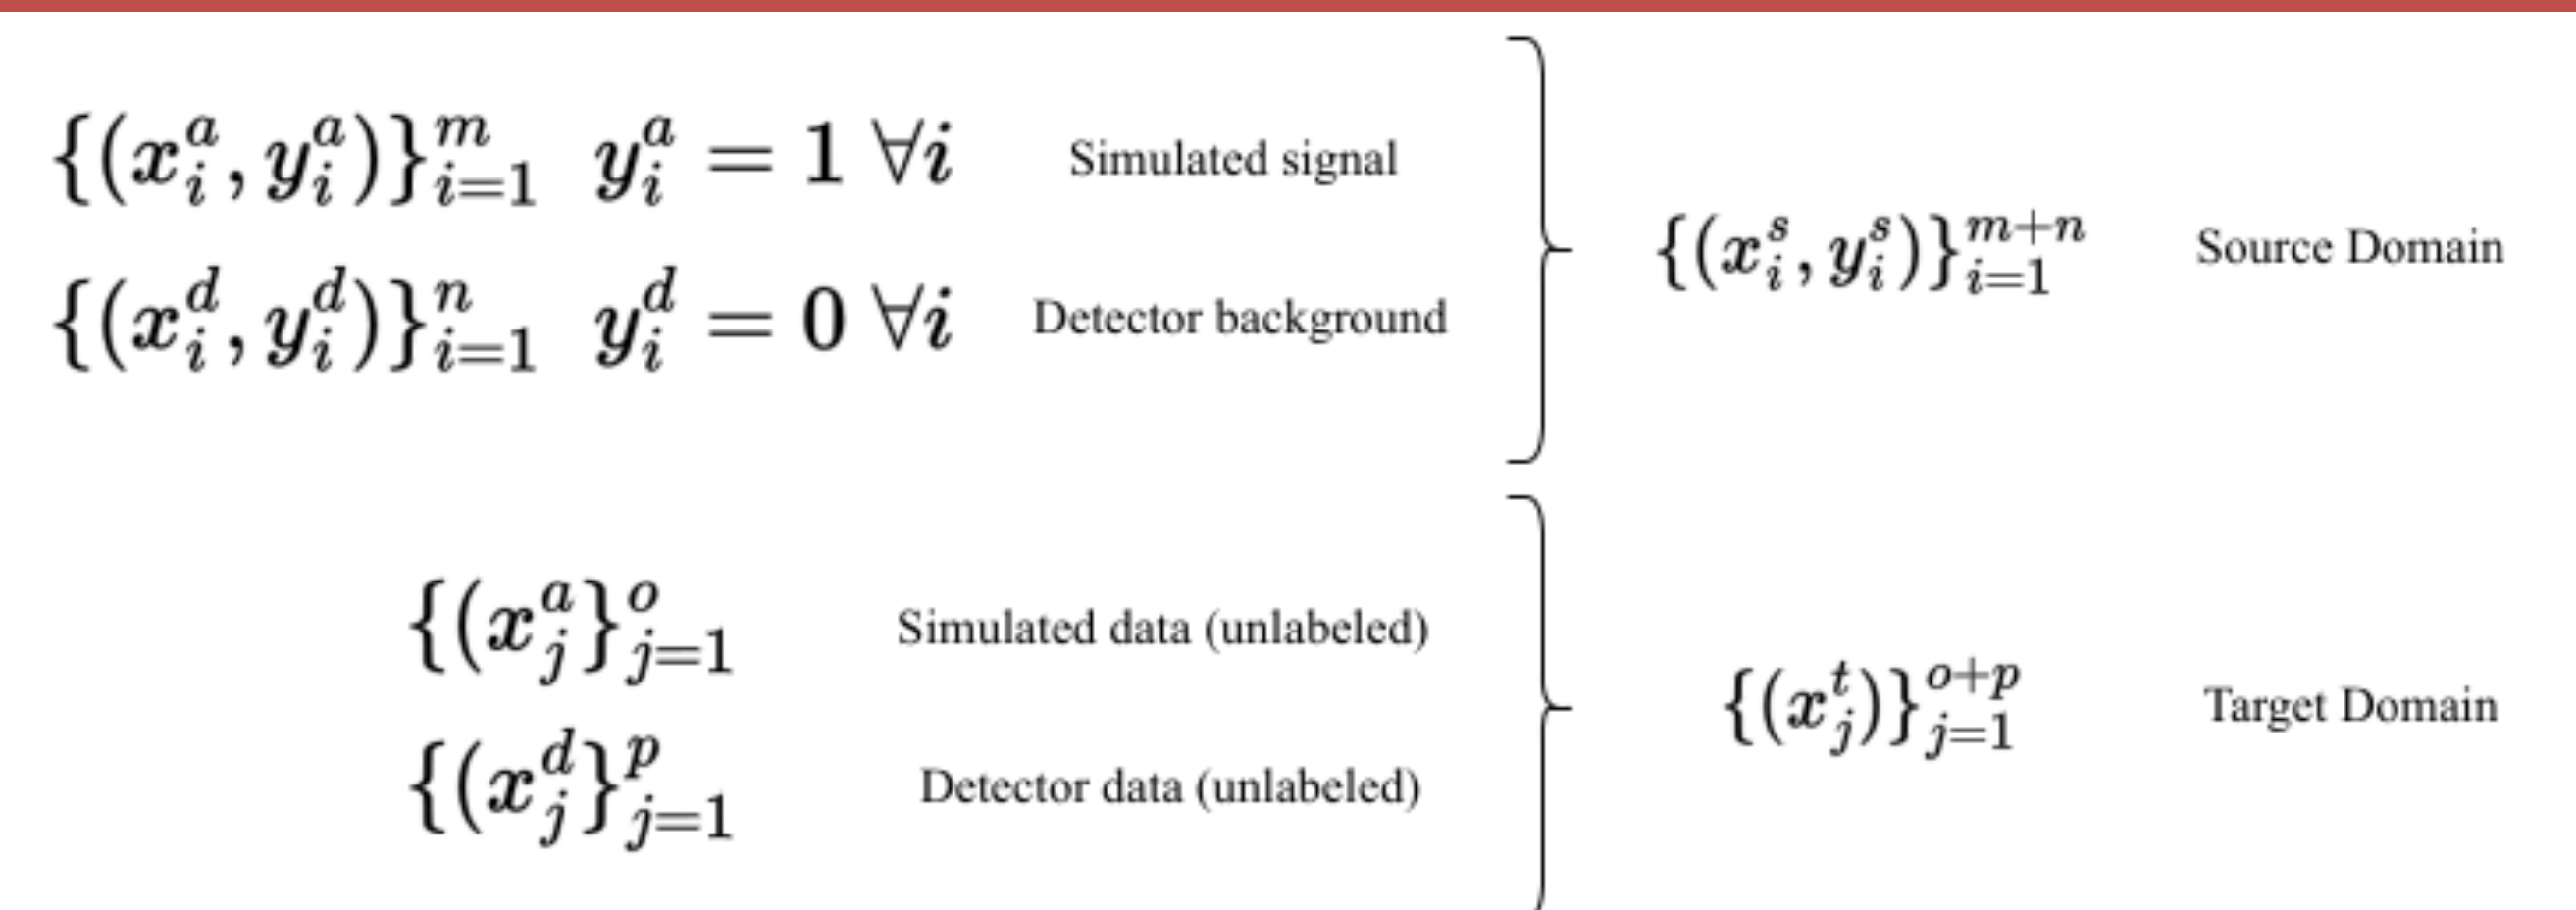 {(x_i^a, y_i^a)}_{i=1}^m  y_i^a = 1 ∀i  Simulated signal
{(x_i^d, y_i^d)}_{i=1}^n  y_i^d = 0 ∀i  Detector background
{(x_i^s, y_i^s)}_{i=1}^{m+n}  Source Domain
{(x_j^a}_{j=1}^o  Simulated data (unlabeled)
{(x_j^d}_{j=1}^p  Detector data (unlabeled)
{(x_j^t)}_{j=1}^{o+p}  Target Domain